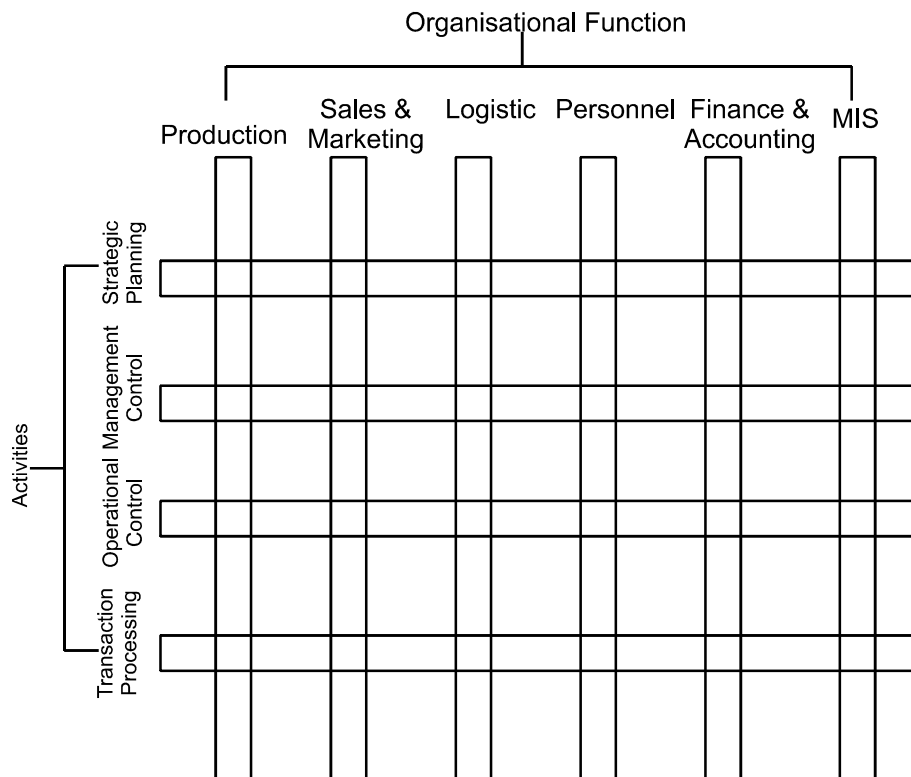 Organisational Function
Production
Sales &
Marketing
Logistic
Personnel
Finance &
Accounting
MIS
Activities
Strategic
Planning
Management
Control
Operational
Control
Transaction
Processing